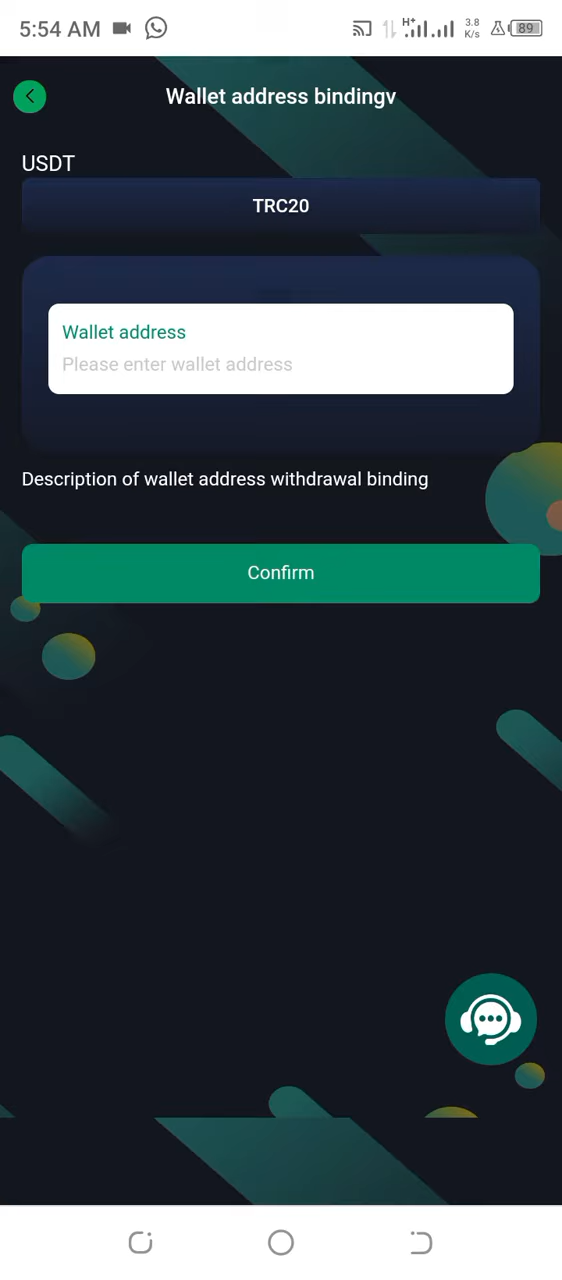 5:54 AM H+ 3.8 K/s 89
Wallet address bindingv
USDT
TRC20
Wallet address
Please enter wallet address
Description of wallet address withdrawal binding
Confirm